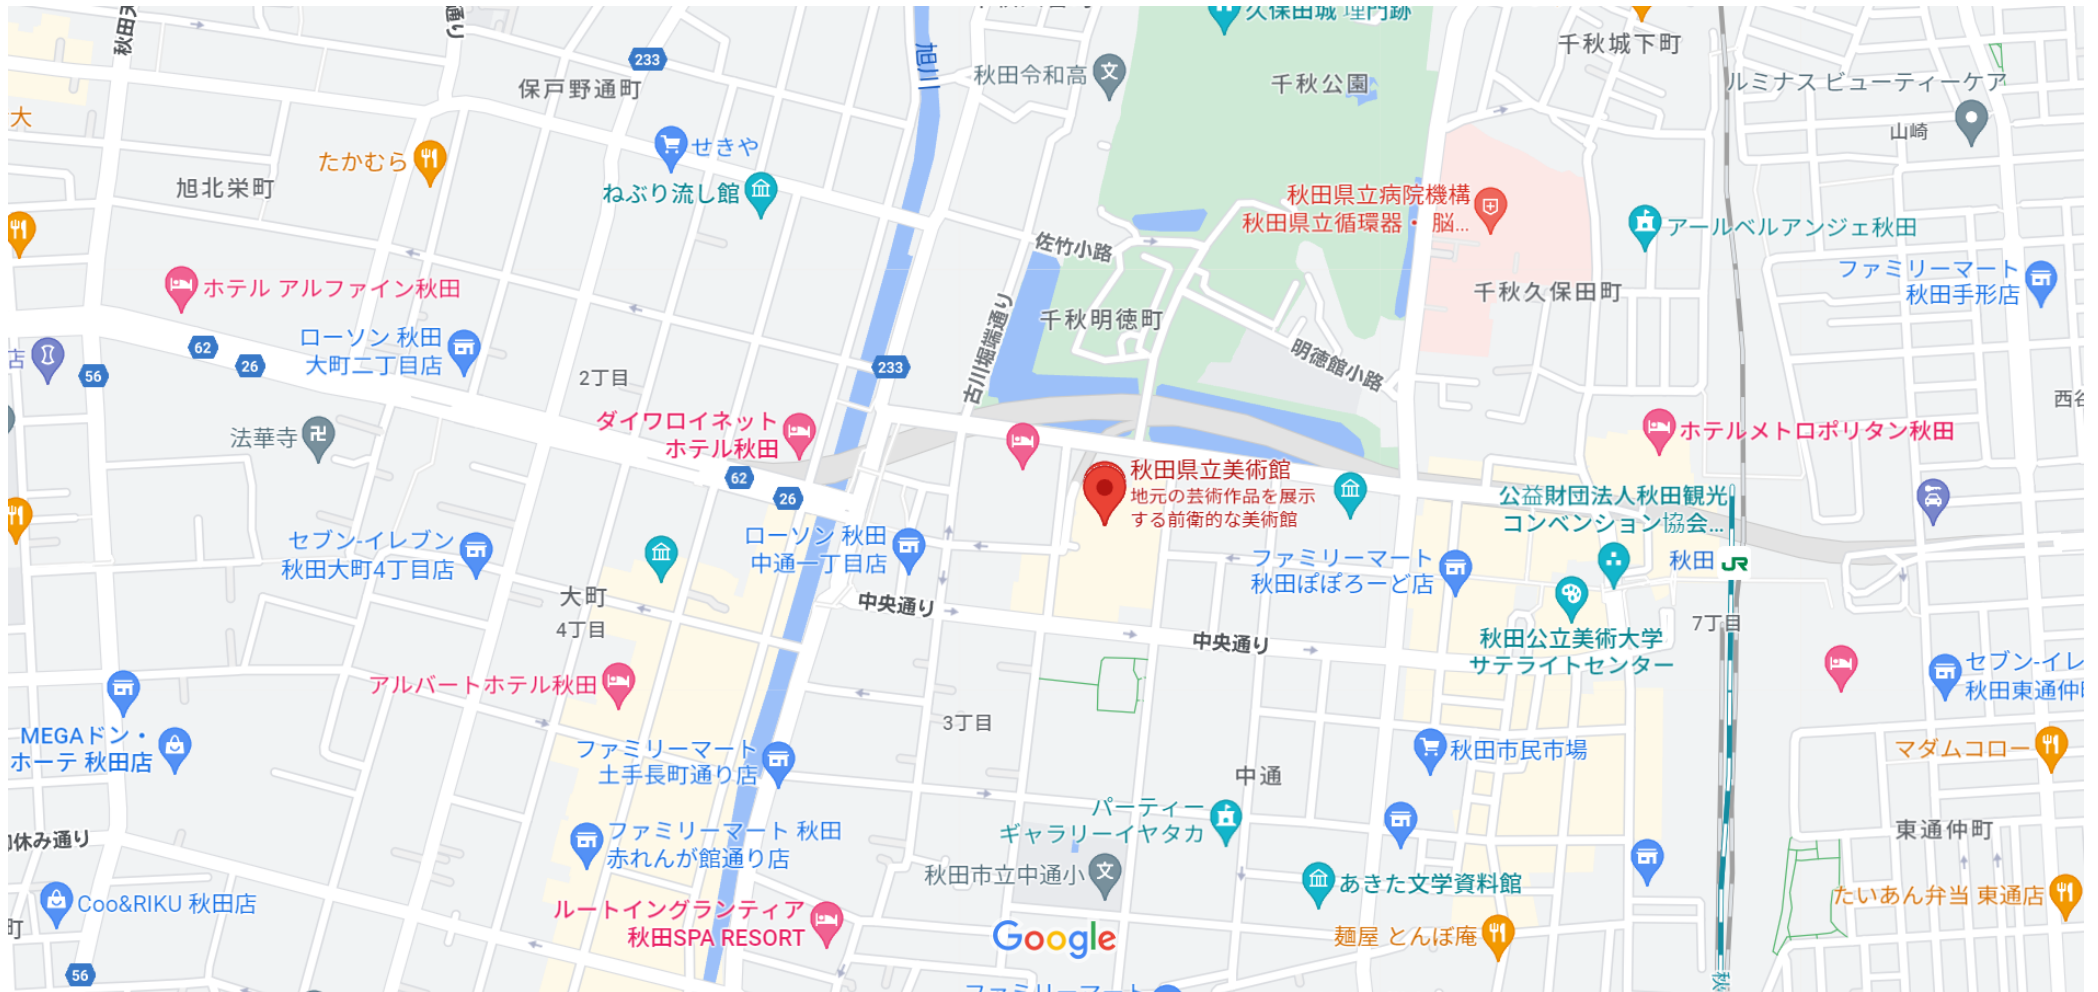 久保田城 埋門跡
千秋城下町
秋田天
通り
233
旭川
保戸野通町
秋田令和高
千秋公園
ルミナス ビューティーケア
大
山崎
たかむら
せきや
旭北栄町
ねぶり流し館
秋田県立病院機構
秋田県立循環器・脳...
アールベルアンジェ秋田
佐竹小路
ホテル アルファイン秋田
ファミリーマート
秋田手形店
千秋久保田町
古川堀端通り
千秋明徳町
ローソン 秋田
大町二丁目店
62
26
店
56
2丁目
233
明徳館小路
西谷
ダイワロイネット
ホテル秋田
法華寺
ホテルメトロポリタン秋田
62
26
秋田県立美術館
地元の芸術作品を展示
する前衛的な美術館
公益財団法人秋田観光
コンベンション協会...
セブン-イレブン
秋田大町4丁目店
ローソン 秋田
中通一丁目店
ファミリーマート
秋田ぽぽろーど店
秋田
JR
大町
4丁目
中央通り
中央通り
7丁目
秋田公立美術大学
サテライトセンター
アルバートホテル秋田
セブン-イレ
秋田東通仲町
3丁目
MEGAドン・
ホーテ 秋田店
ファミリーマート
土手長町通り店
秋田市民市場
マダムコロー
中通
パーティー
ギャラリーイヤタカ
休み通り
ファミリーマート 秋田
赤れんが館通り店
東通仲町
秋田市立中通小
あきた文学資料館
たいあん弁当 東通店
Coo&RIKU 秋田店
町
ルートイングランティア
秋田SPA RESORT
Google
麺屋 とんぼ庵
56
秋
ファミリーマート